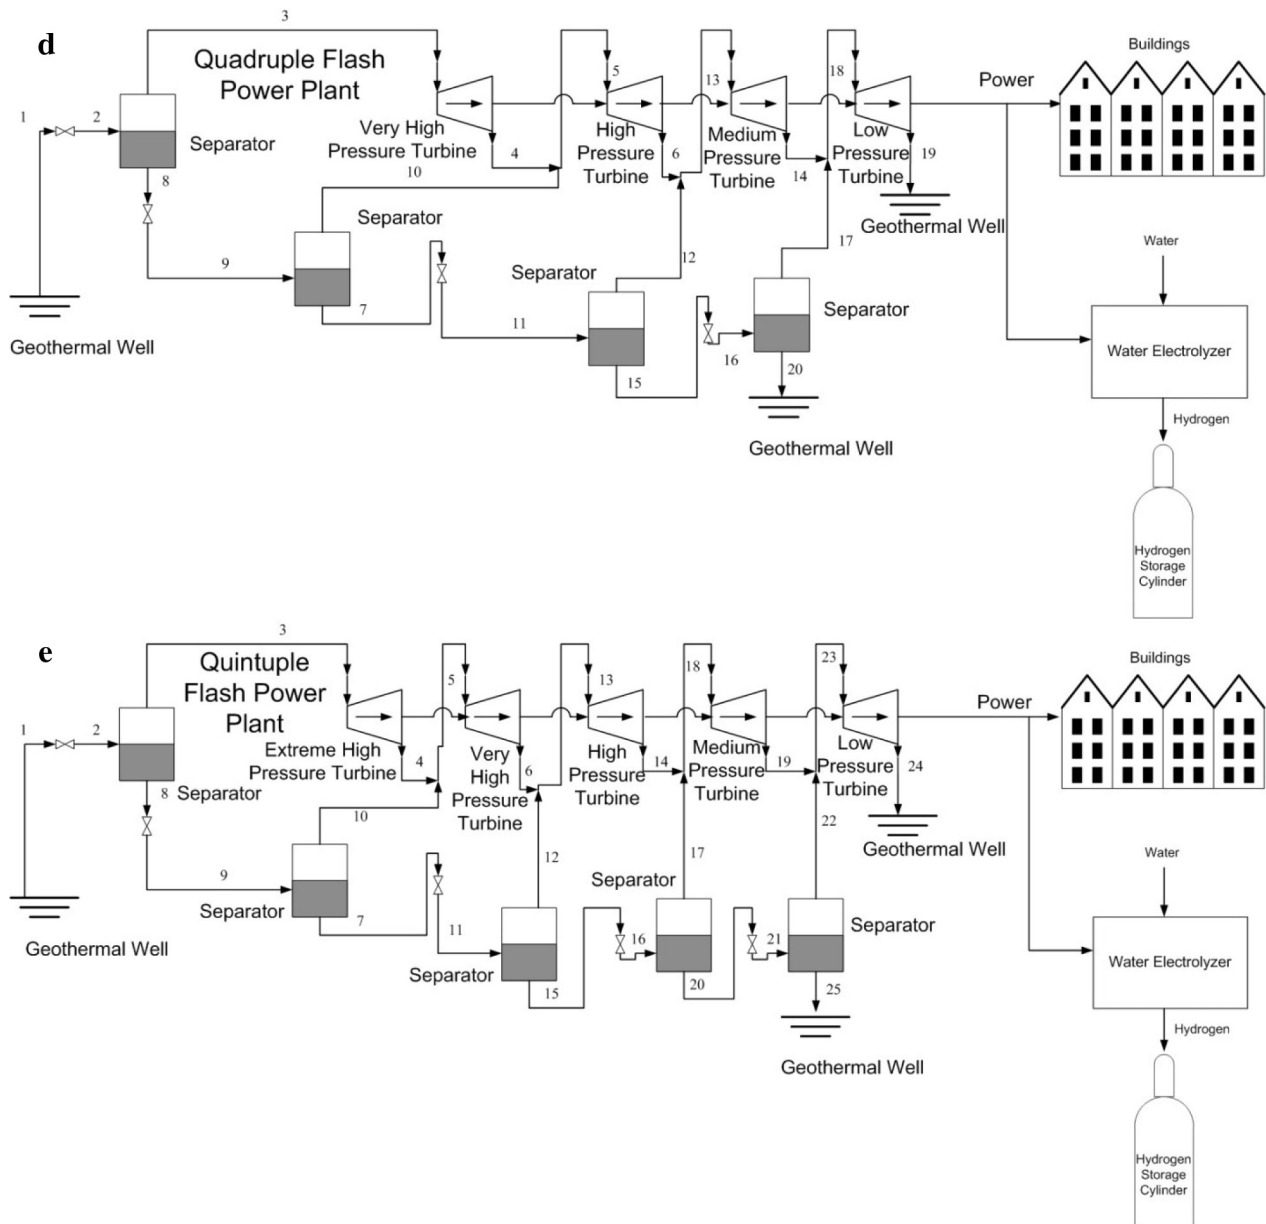 d
3
Quadruple Flash
Power Plant
1
2
Separator
8
Very High
Pressure Turbine
4
10
5
High
Pressure
Turbine
6
13
Medium
Pressure
Turbine
14
18
Low
Pressure
Turbine
19
Geothermal Well
Power
Buildings
Separator
9
7
Separator
12
11
17
Separator
15
16
20
Geothermal Well
Geothermal Well
Water
Water Electrolyzer
Hydrogen
Hydrogen
Storage
Cylinder
e
3
Quintuple
Flash Power
Plant
1
2
8
Separator
Extreme High
Pressure Turbine
4
5
Very
High
Pressure
Turbine
6
13
High
Pressure
Turbine
14
18
Medium
Pressure
Turbine
19
23
Low
Pressure
Turbine
24
Geothermal Well
Power
Buildings
10
9
Separator
7
12
11
Separator
15
Separator
17
16
20
22
21
Separator
25
Geothermal Well
Geothermal Well
Water
Water Electrolyzer
Hydrogen
Hydrogen
Storage
Cylinder